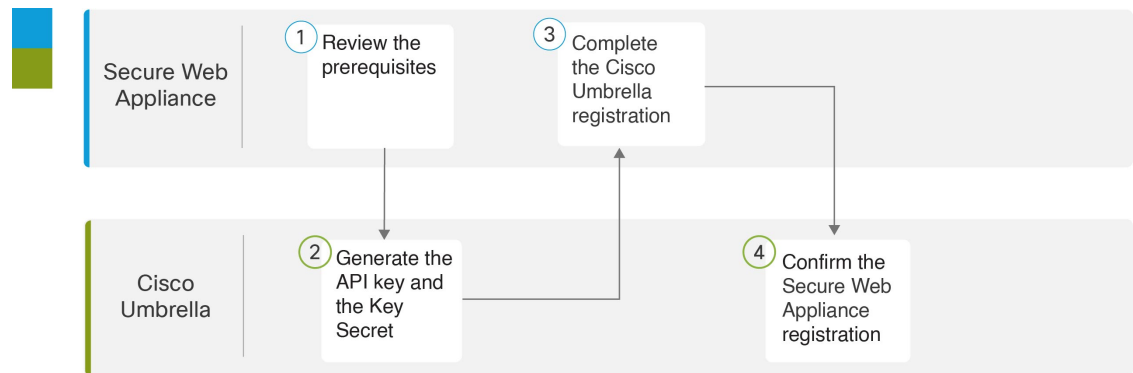 Secure Web
Appliance
1
Review the
prerequisites
3
Complete
the Cisco
Umbrella
registration
Cisco
Umbrella
2
Generate the
API key and
the Key
Secret
4
Confirm the
Secure Web
Appliance
registration